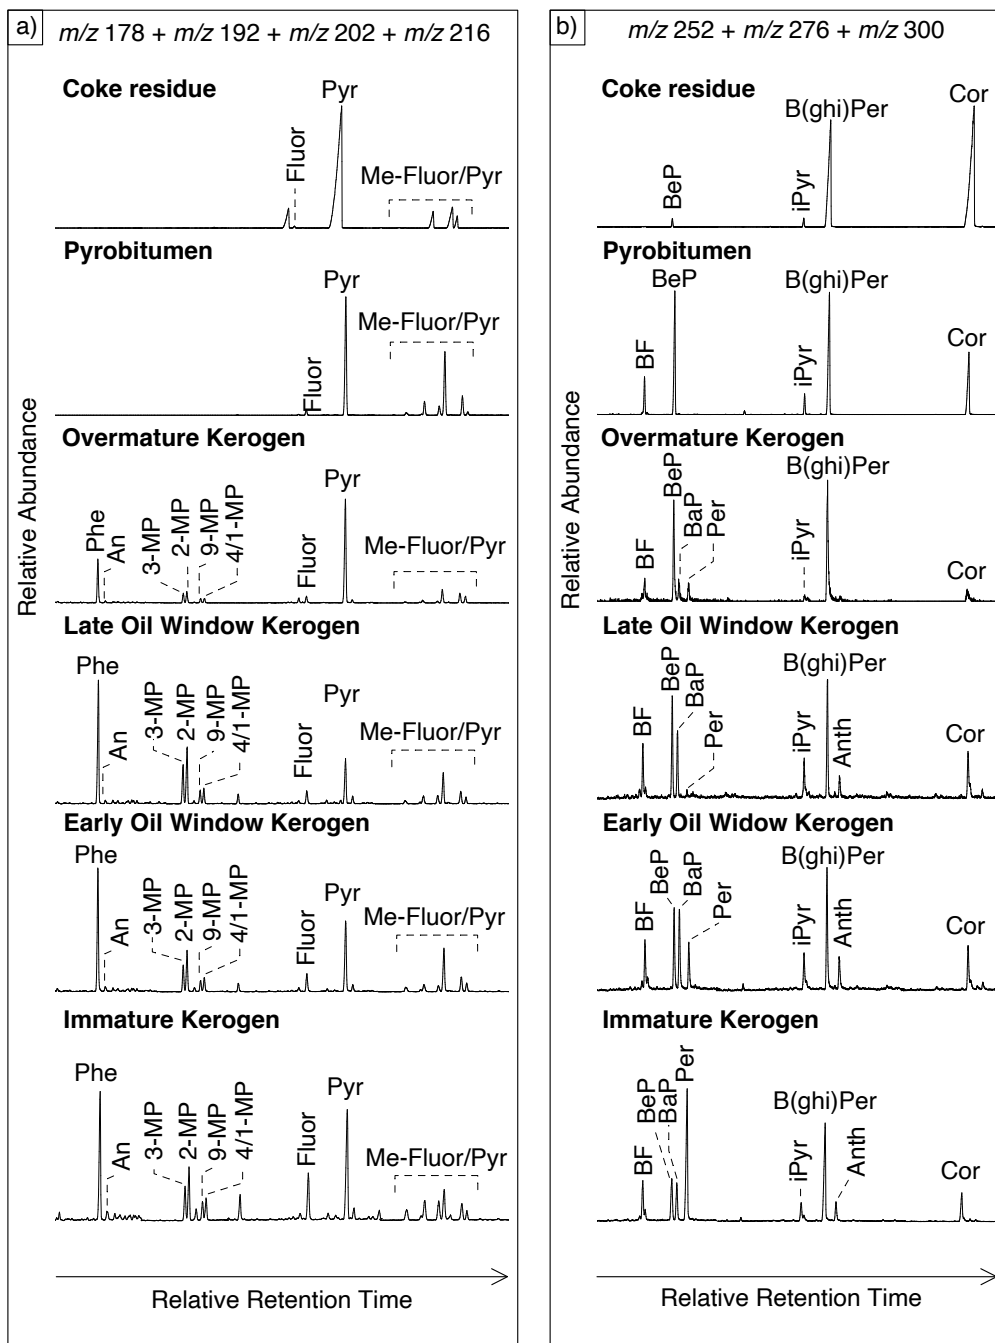 a) m/z 178 + m/z 192 + m/z 202 + m/z 216
Relative Abundance
Coke residue
Fluor
Pyr
Me-Fluor/Pyr
Pyrobitumen
Fluor
Pyr
Me-Fluor/Pyr
Overmature Kerogen
Phe
An
3-MP
2-MP
9-MP
4/1-MP
Fluor
Pyr
Me-Fluor/Pyr
Late Oil Window Kerogen
Phe
An
3-MP
2-MP
9-MP
4/1-MP
Fluor
Pyr
Me-Fluor/Pyr
Early Oil Window Kerogen
Phe
An
3-MP
2-MP
9-MP
4/1-MP
Fluor
Pyr
Me-Fluor/Pyr
Immature Kerogen
Phe
An
3-MP
2-MP
9-MP
4/1-MP
Fluor
Pyr
Me-Fluor/Pyr
Relative Retention Time
b) m/z 252 + m/z 276 + m/z 300
Relative Abundance
Coke residue
BeP
iPyr
B(ghi)Per
Cor
Pyrobitumen
BF
BeP
iPyr
B(ghi)Per
Cor
Overmature Kerogen
BF
BeP
BaP
Per
iPyr
B(ghi)Per
Cor
Late Oil Window Kerogen
BF
BeP
BaP
Per
iPyr
B(ghi)Per
Anth
Cor
Early Oil Widow Kerogen
BF
BeP
BaP
Per
iPyr
B(ghi)Per
Anth
Cor
Immature Kerogen
BF
BeP
BaP
Per
iPyr
B(ghi)Per
Anth
Cor
Relative Retention Time